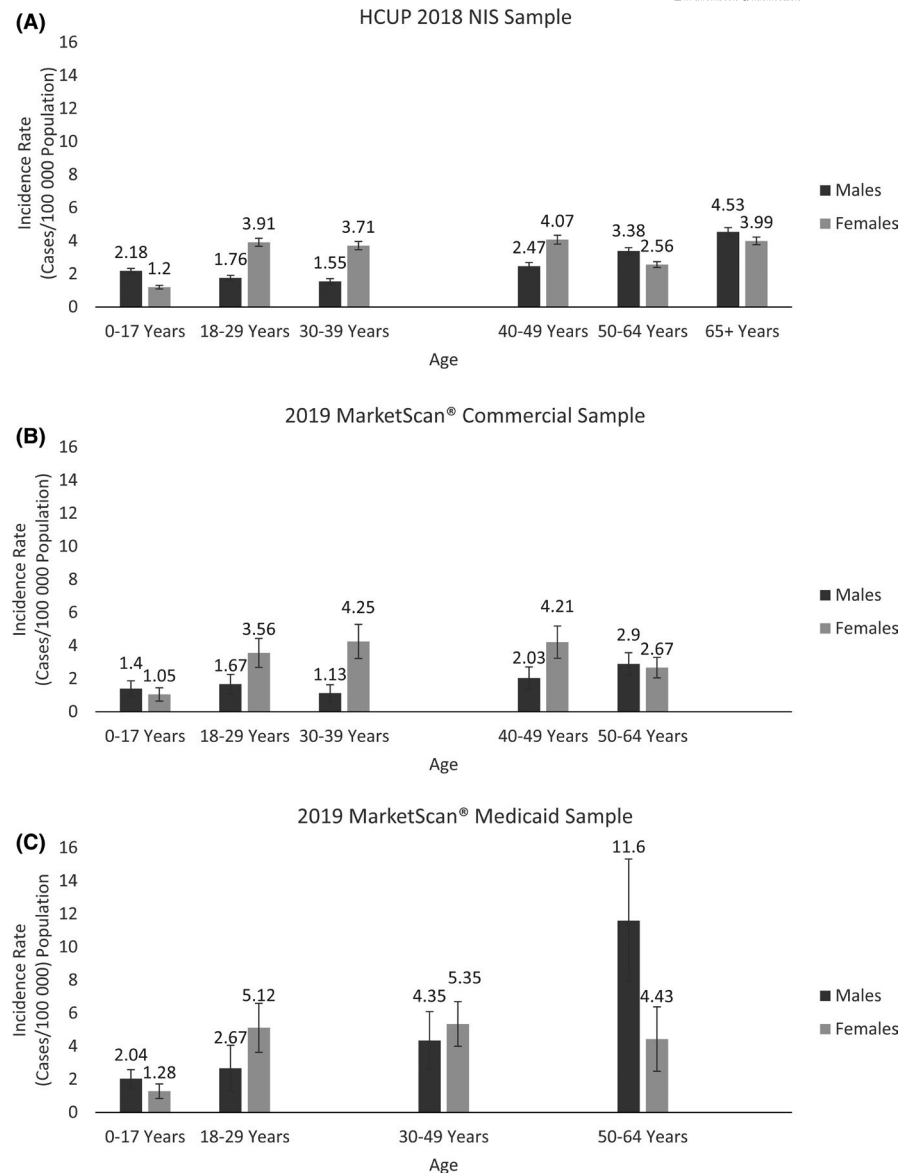 (A)
HCUP 2018 NIS Sample
Incidence Rate
(Cases/100 000 Population)
16
14
12
10
8
6
4
2
0
2.18
1.2
1.76
3.91
1.55
3.71
2.47
4.07
3.38
2.56
4.53
3.99
0-17 Years 18-29 Years 30-39 Years 40-49 Years 50-64 Years 65+ Years
Age
Males
Females
(B)
2019 MarketScan® Commercial Sample
Incidence Rate
(Cases/100 000 Population)
16
14
12
10
8
6
4
2
0
1.4
1.05
1.67
3.56
1.13
4.25
2.03
4.21
2.9
2.67
0-17 Years 18-29 Years 30-39 Years 40-49 Years 50-64 Years
Age
Males
Females
(C)
2019 MarketScan® Medicaid Sample
Incidence Rate
(Cases/100 000) Population
16
14
12
10
8
6
4
2
0
2.04
1.28
2.67
5.12
4.35
5.35
11.6
4.43
0-17 Years 18-29 Years 30-49 Years 50-64 Years
Age
Males
Females